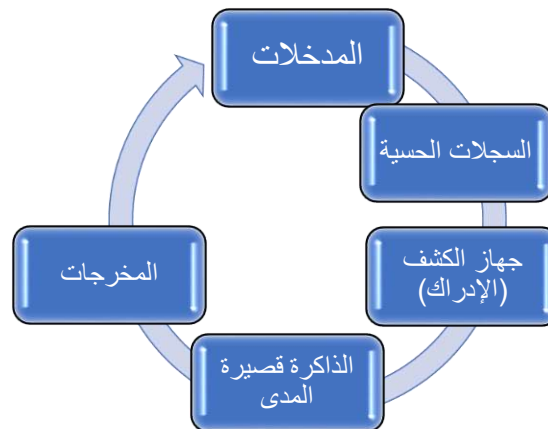 المدخلات
السجلات الحسية
جهاز الكشف
(الإدراك)
الذاكرة قصيرة
المدى
المخرجات